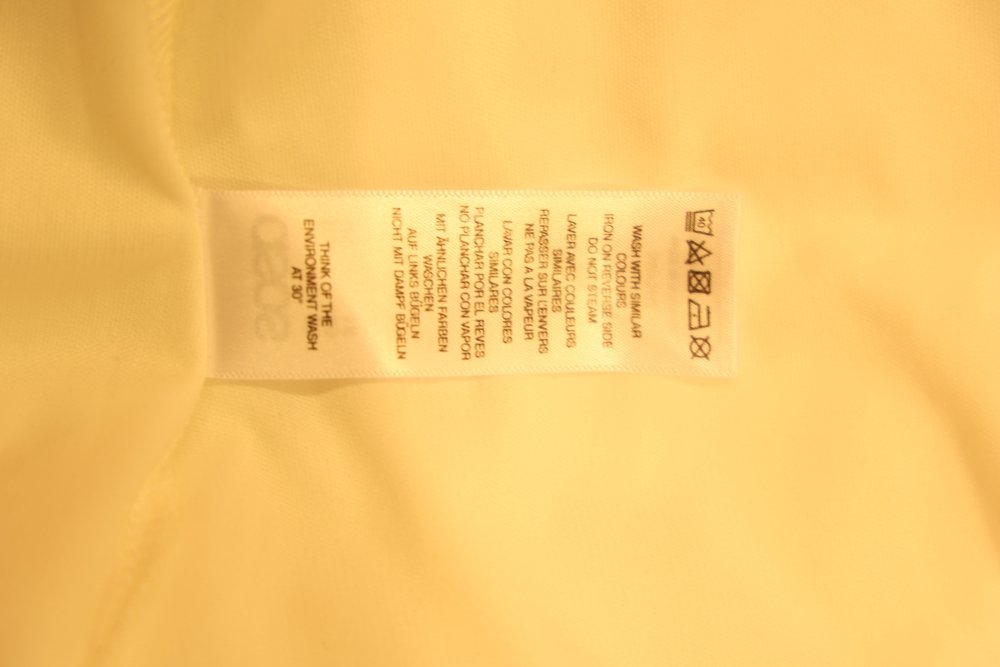 40
WASH WITH SIMILAR
COLOURS
IRON ON REVERSE SIDE
DO NOT STEAM
LAVER AVEC COULEURS
SIMILAIRES
REPASSER SUR L'ENVERS
NE PAS A LA VAPEUR
LAVAR CON COLORES
SIMILARES
PLANCHAR POR EL REVES
NO PLANCHAR CON VAPOR
MIT ÄHNLICHEN FARBEN
WASCHEN
AUF LINKS BÜGELN
NICHT MIT DAMPF BÜGELN
THINK OF THE
ENVIRONMENT WASH
AT 30°